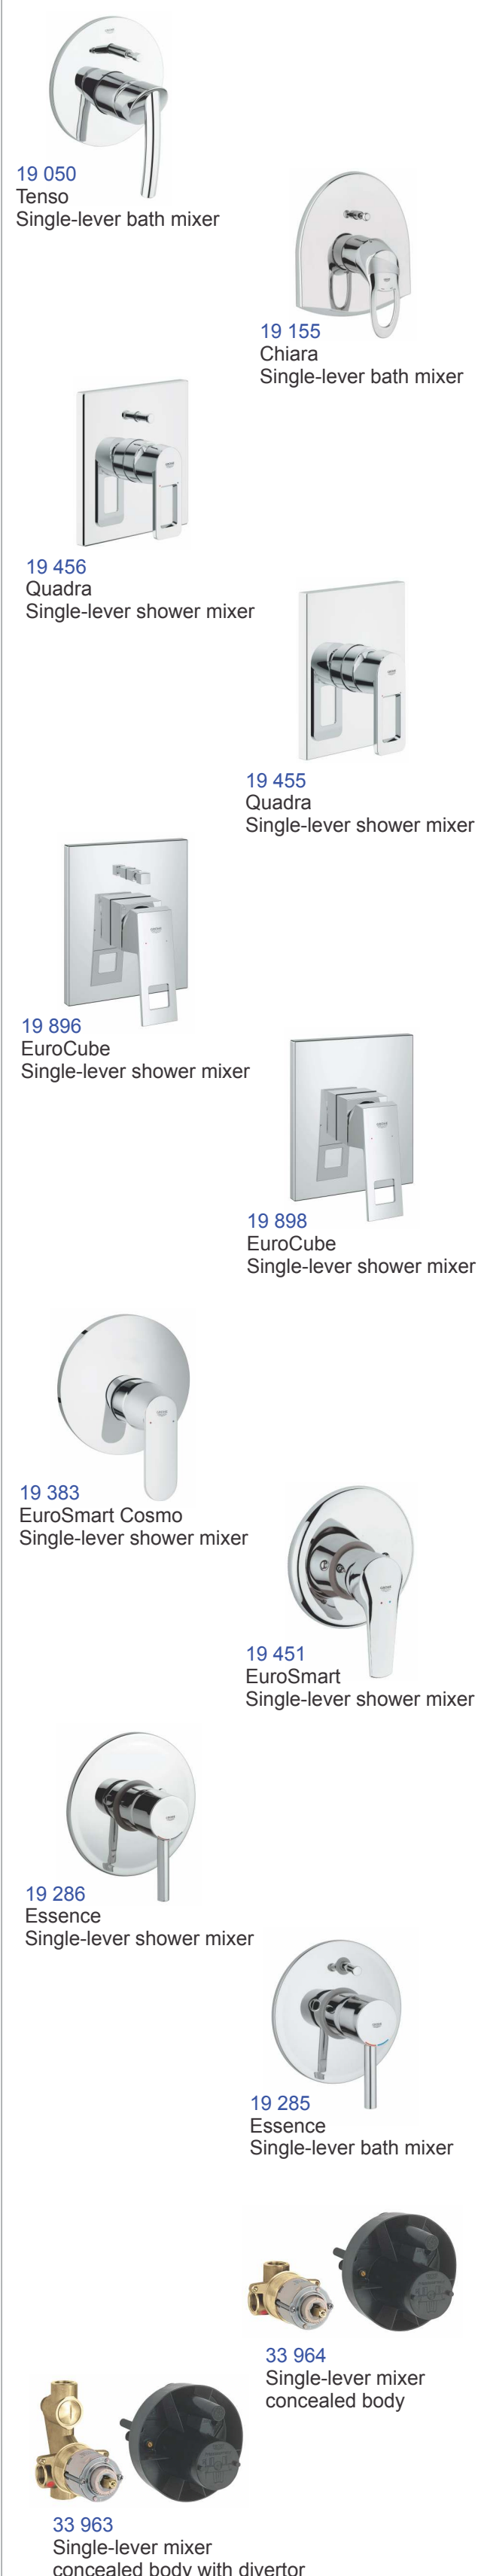 19 050
Tenso
Single-lever bath mixer
19 155
Chiara
Single-lever bath mixer
19 456
Quadra
Single-lever shower mixer
19 455
Quadra
Single-lever shower mixer
19 896
EuroCube
Single-lever shower mixer
19 898
EuroCube
Single-lever shower mixer
19 383
EuroSmart Cosmo
Single-lever shower mixer
19 451
EuroSmart
Single-lever shower mixer
19 286
Essence
Single-lever shower mixer
19 285
Essence
Single-lever bath mixer
33 964
Single-lever mixer
concealed body
33 963
Single-lever mixer
concealed body with divertor